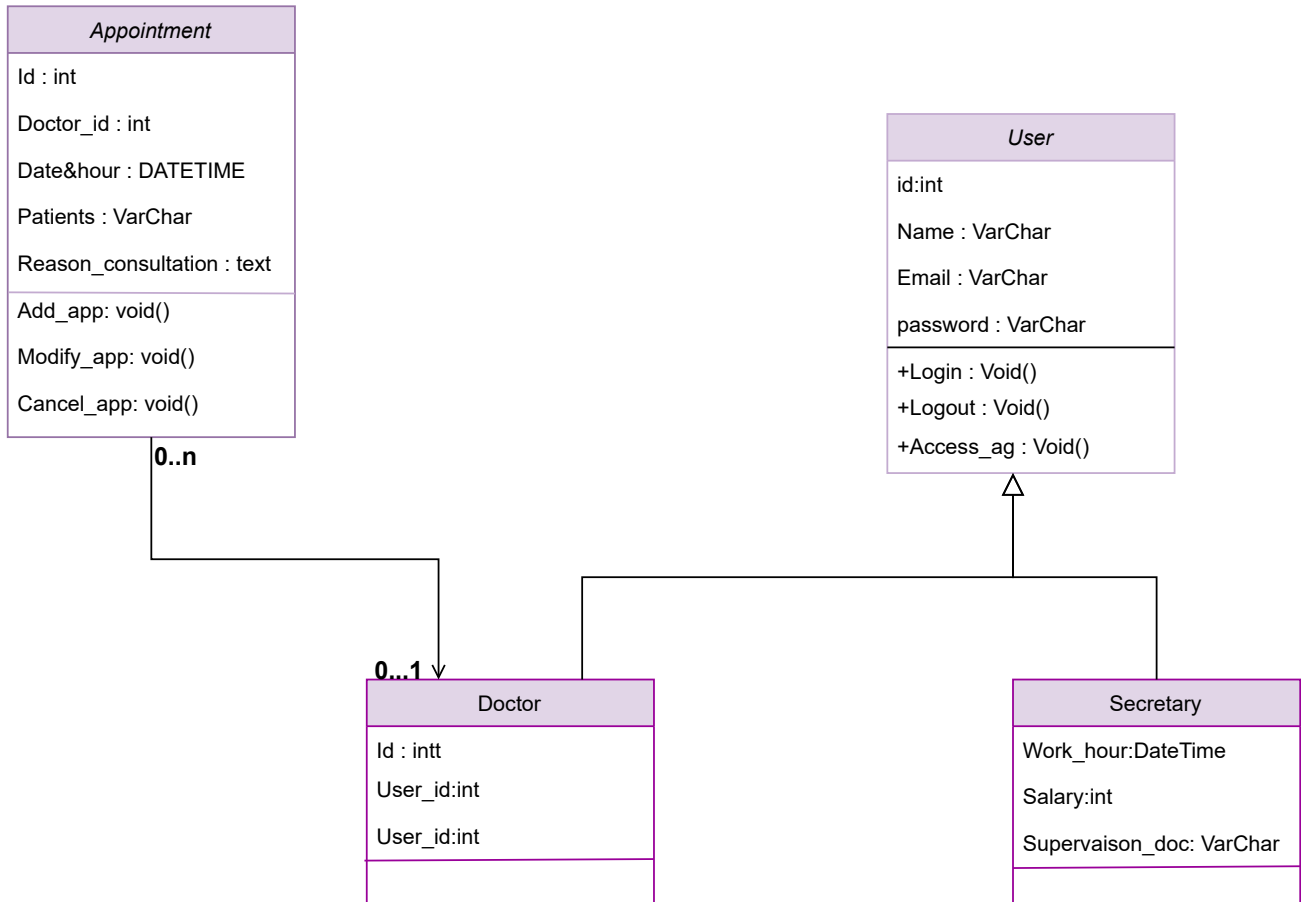 Appointment
Id : int
Doctor_id : int
Date&hour : DATETIME
Patients : VarChar
Reason_consultation : text
Add_app: void()
Modify_app: void()
Cancel_app: void()
0..n
User
id:int
Name : VarChar
Email : VarChar
password : VarChar
+Login : Void()
+Logout : Void()
+Access_ag : Void()
0...1
Doctor
Id : intt
User_id:int
User_id:int
Secretary
Work_hour:DateTime
Salary:int
Supervaison_doc: VarChar